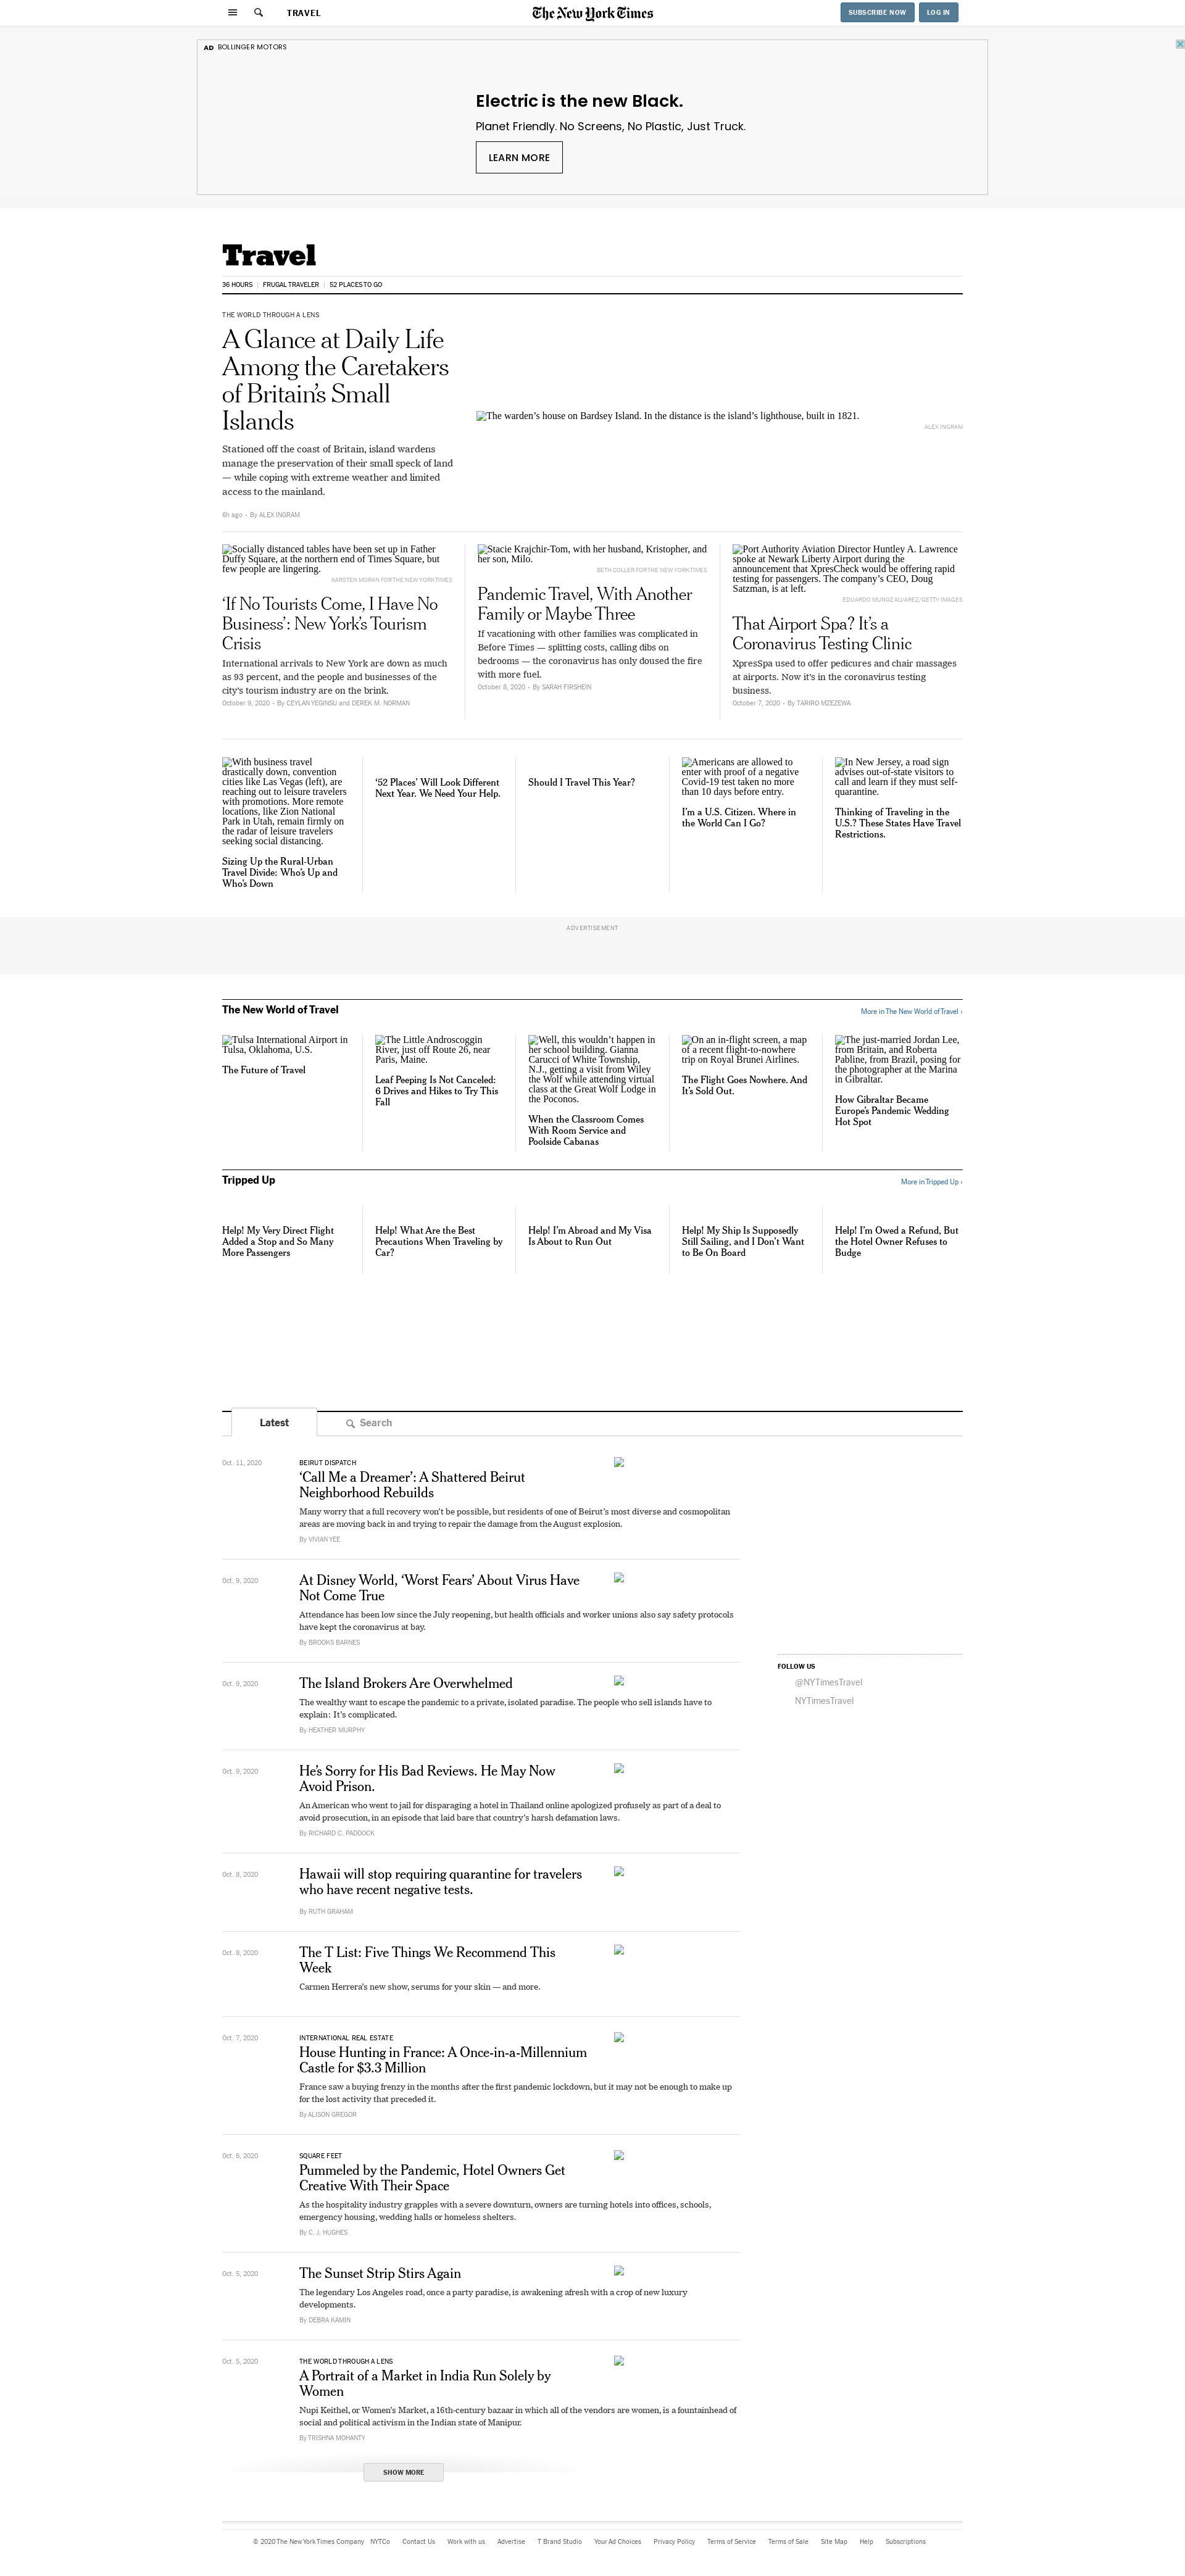 TRAVEL
The New York Times
SUBSCRIBE NOW
LOG IN
AD BOLLINGER MOTORS
Electric is the new Black.
Planet Friendly. No Screens, No Plastic, Just Truck.
LEARN MORE
Travel
36 HOURS
FRUGAL TRAVELER
52 PLACES TO GO
THE WORLD THROUGH A LENS
A Glance at Daily Life
Among the Caretakers
of Britain’s Small
Islands
Stationed off the coast of Britain, island wardens
manage the preservation of their small speck of land
— while coping with extreme weather and limited
access to the mainland.
6h ago • By ALEX INGRAM
The warden’s house on Bardsey Island. In the distance is the island’s lighthouse, built in 1821.
ALEX INGRAM
Socially distanced tables have been set up in Father
Duffy Square, at the northern end of Times Square, but
few people are lingering.
KARSTEN MORAN FOR THE NEW YORK TIMES
‘If No Tourists Come, I Have No
Business’: New York’s Tourism
Crisis
International arrivals to New York are down as much
as 93 percent, and the people and businesses of the
city’s tourism industry are on the brink.
October 9, 2020 • By CEYLAN YEGINSU and DEREK M. NORMAN
Stacie Krajchir-Tom, with her husband, Kristopher, and
her son, Milo.
BETH COLLER FOR THE NEW YORK TIMES
Pandemic Travel, With Another
Family or Maybe Three
If vacationing with other families was complicated in
Before Times — splitting costs, calling dibs on
bedrooms — the coronavirus has only doused the fire
with more fuel.
October 8, 2020 • By SARAH FIRSHEIN
Port Authority Aviation Director Huntley A. Lawrence
spoke at Newark Liberty Airport during the
announcement that XpresCheck would be offering rapid
testing for passengers. The company’s CEO, Doug
Satzman, is at left.
EDUARDO MUNOZ ALVAREZ/GETTY IMAGES
That Airport Spa? It’s a
Coronavirus Testing Clinic
XpresSpa used to offer pedicures and chair massages
at airports. Now it’s in the coronavirus testing
business.
October 7, 2020 • By TARIRO MZEZEWA
With business travel
drastically down, convention
cities like Las Vegas (left), are
reaching out to leisure travelers
with promotions. More remote
locations, like Zion National
Park in Utah, remain firmly on
the radar of leisure travelers
seeking social distancing.
Sizing Up the Rural-Urban
Travel Divide: Who’s Up and
Who’s Down
‘52 Places’ Will Look Different
Next Year. We Need Your Help.
Should I Travel This Year?
Americans are allowed to
enter with proof of a negative
Covid-19 test taken no more
than 10 days before entry.
I’m a U.S. Citizen. Where in
the World Can I Go?
In New Jersey, a road sign
advises out-of-state visitors to
call and learn if they must self-
quarantine.
Thinking of Traveling in the
U.S.? These States Have Travel
Restrictions.
ADVERTISEMENT
The New World of Travel
More in The New World of Travel ›
Tulsa International Airport in
Tulsa, Oklahoma, U.S.
The Future of Travel
The Little Androscoggin
River, just off Route 26, near
Paris, Maine.
Leaf Peeping Is Not Canceled:
6 Drives and Hikes to Try This
Fall
Well, this wouldn’t happen in
her school building. Gianna
Carucci of White Township,
N.J., getting a visit from Wiley
the Wolf while attending virtual
class at the Great Wolf Lodge in
the Poconos.
When the Classroom Comes
With Room Service and
Poolside Cabanas
On an in-flight screen, a map
of a recent flight-to-nowhere
trip on Royal Brunei Airlines.
The Flight Goes Nowhere. And
It’s Sold Out.
The just-married Jordan Lee,
from Britain, and Roberta
Pabline, from Brazil, posing for
the photographer at the Marina
in Gibraltar.
How Gibraltar Became
Europe’s Pandemic Wedding
Hot Spot
Tripped Up
More in Tripped Up ›
Help! My Very Direct Flight
Added a Stop and So Many
More Passengers
Help! What Are the Best
Precautions When Traveling by
Car?
Help! I’m Abroad and My Visa
Is About to Run Out
Help! My Ship Is Supposedly
Still Sailing, and I Don’t Want
to Be On Board
Help! I’m Owed a Refund, But
the Hotel Owner Refuses to
Budge
Latest
Search
Oct. 11, 2020
BEIRUT DISPATCH
‘Call Me a Dreamer’: A Shattered Beirut
Neighborhood Rebuilds
Many worry that a full recovery won’t be possible, but residents of one of Beirut’s most diverse and cosmopolitan
areas are moving back in and trying to repair the damage from the August explosion.
By VIVIAN YEE
Oct. 9, 2020
At Disney World, ‘Worst Fears’ About Virus Have
Not Come True
Attendance has been low since the July reopening, but health officials and worker unions also say safety protocols
have kept the coronavirus at bay.
By BROOKS BARNES
Oct. 9, 2020
The Island Brokers Are Overwhelmed
The wealthy want to escape the pandemic to a private, isolated paradise. The people who sell islands have to
explain: It’s complicated.
By HEATHER MURPHY
FOLLOW US
@NYTimesTravel
NYTimesTravel
Oct. 9, 2020
He’s Sorry for His Bad Reviews. He May Now
Avoid Prison.
An American who went to jail for disparaging a hotel in Thailand online apologized profusely as part of a deal to
avoid prosecution, in an episode that laid bare that country’s harsh defamation laws.
By RICHARD C. PADDOCK
Oct. 8, 2020
Hawaii will stop requiring quarantine for travelers
who have recent negative tests.
By RUTH GRAHAM
Oct. 8, 2020
The T List: Five Things We Recommend This
Week
Carmen Herrera’s new show, serums for your skin — and more.
Oct. 7, 2020
INTERNATIONAL REAL ESTATE
House Hunting in France: A Once-in-a-Millennium
Castle for $3.3 Million
France saw a buying frenzy in the months after the first pandemic lockdown, but it may not be enough to make up
for the lost activity that preceded it.
By ALISON GREGOR
Oct. 6, 2020
SQUARE FEET
Pummeled by the Pandemic, Hotel Owners Get
Creative With Their Space
As the hospitality industry grapples with a severe downturn, owners are turning hotels into offices, schools,
emergency housing, wedding halls or homeless shelters.
By C. J. HUGHES
Oct. 5, 2020
The Sunset Strip Stirs Again
The legendary Los Angeles road, once a party paradise, is awakening afresh with a crop of new luxury
developments.
By DEBRA KAMIN
Oct. 5, 2020
THE WORLD THROUGH A LENS
A Portrait of a Market in India Run Solely by
Women
Nupi Keithel, or Women’s Market, a 16th-century bazaar in which all of the vendors are women, is a fountainhead of
social and political activism in the Indian state of Manipur.
By TRISHNA MOHANTY
SHOW MORE
© 2020 The New York Times Company NYTCo Contact Us Work with us Advertise T Brand Studio Your Ad Choices Privacy Policy Terms of Service Terms of Sale Site Map Help Subscriptions